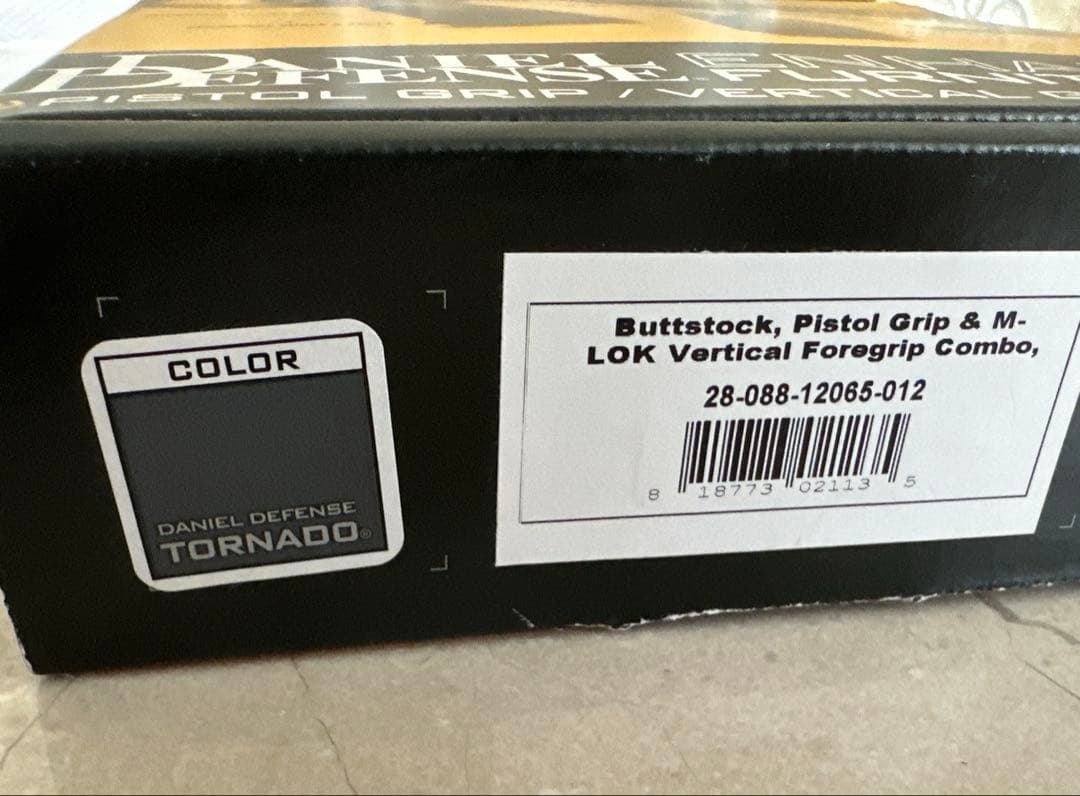 DANIEL
DEFENSE
PISTOL GRIP / VERTICAL
COLOR
DANIEL DEFENSE
TORNADO®
Buttstock, Pistol Grip & M-
LOK Vertical Foregrip Combo,
28-088-12065-012
8 18773 02113 5